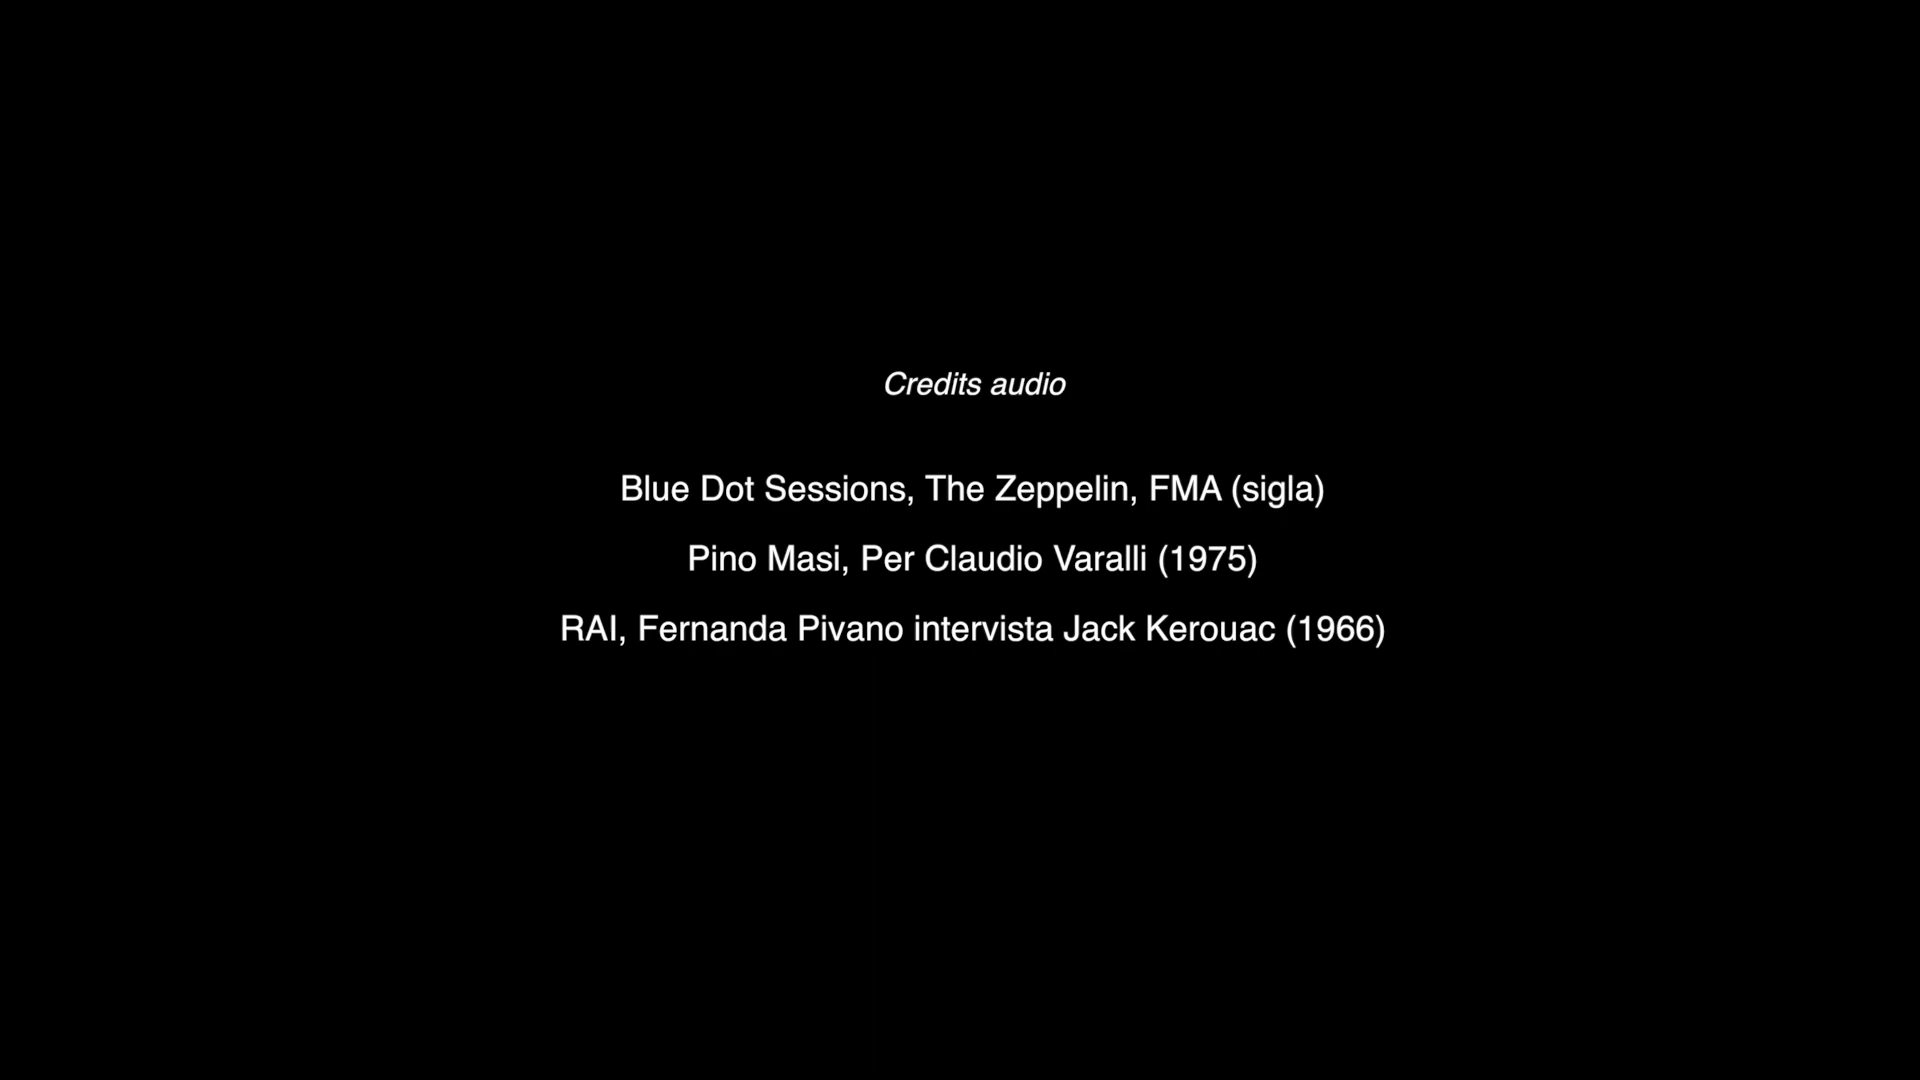 Credits audio
Blue Dot Sessions, The Zeppelin, FMA (sigla)
Pino Masi, Per Claudio Varalli (1975)
RAI, Fernanda Pivano intervista Jack Kerouac (1966)